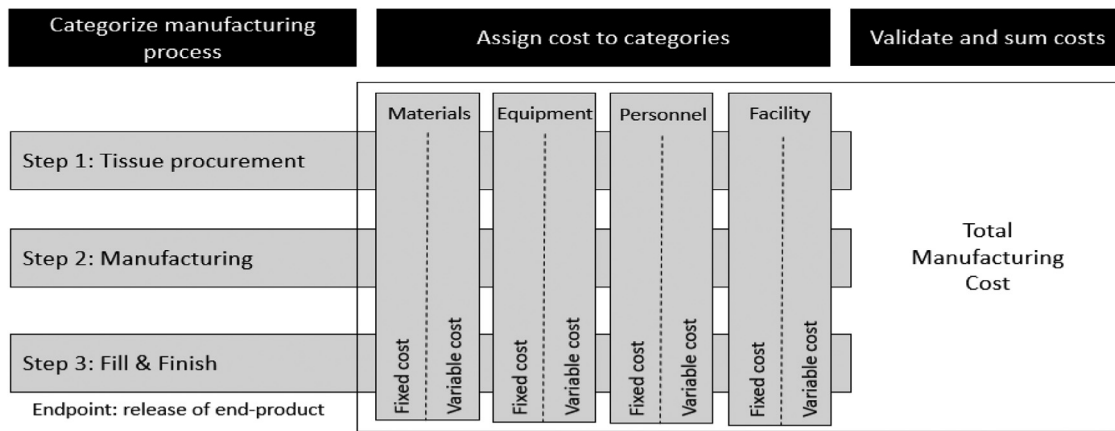 Categorize manufacturing
process
Assign cost to categories
Validate and sum costs
Materials
Equipment
Personnel
Facility
Step 1: Tissue procurement
Step 2: Manufacturing
Step 3: Fill & Finish
Endpoint: release of end-product
Fixed cost
Variable cost
Fixed cost
Variable cost
Fixed cost
Variable cost
Fixed cost
Variable cost
Total
Manufacturing
Cost